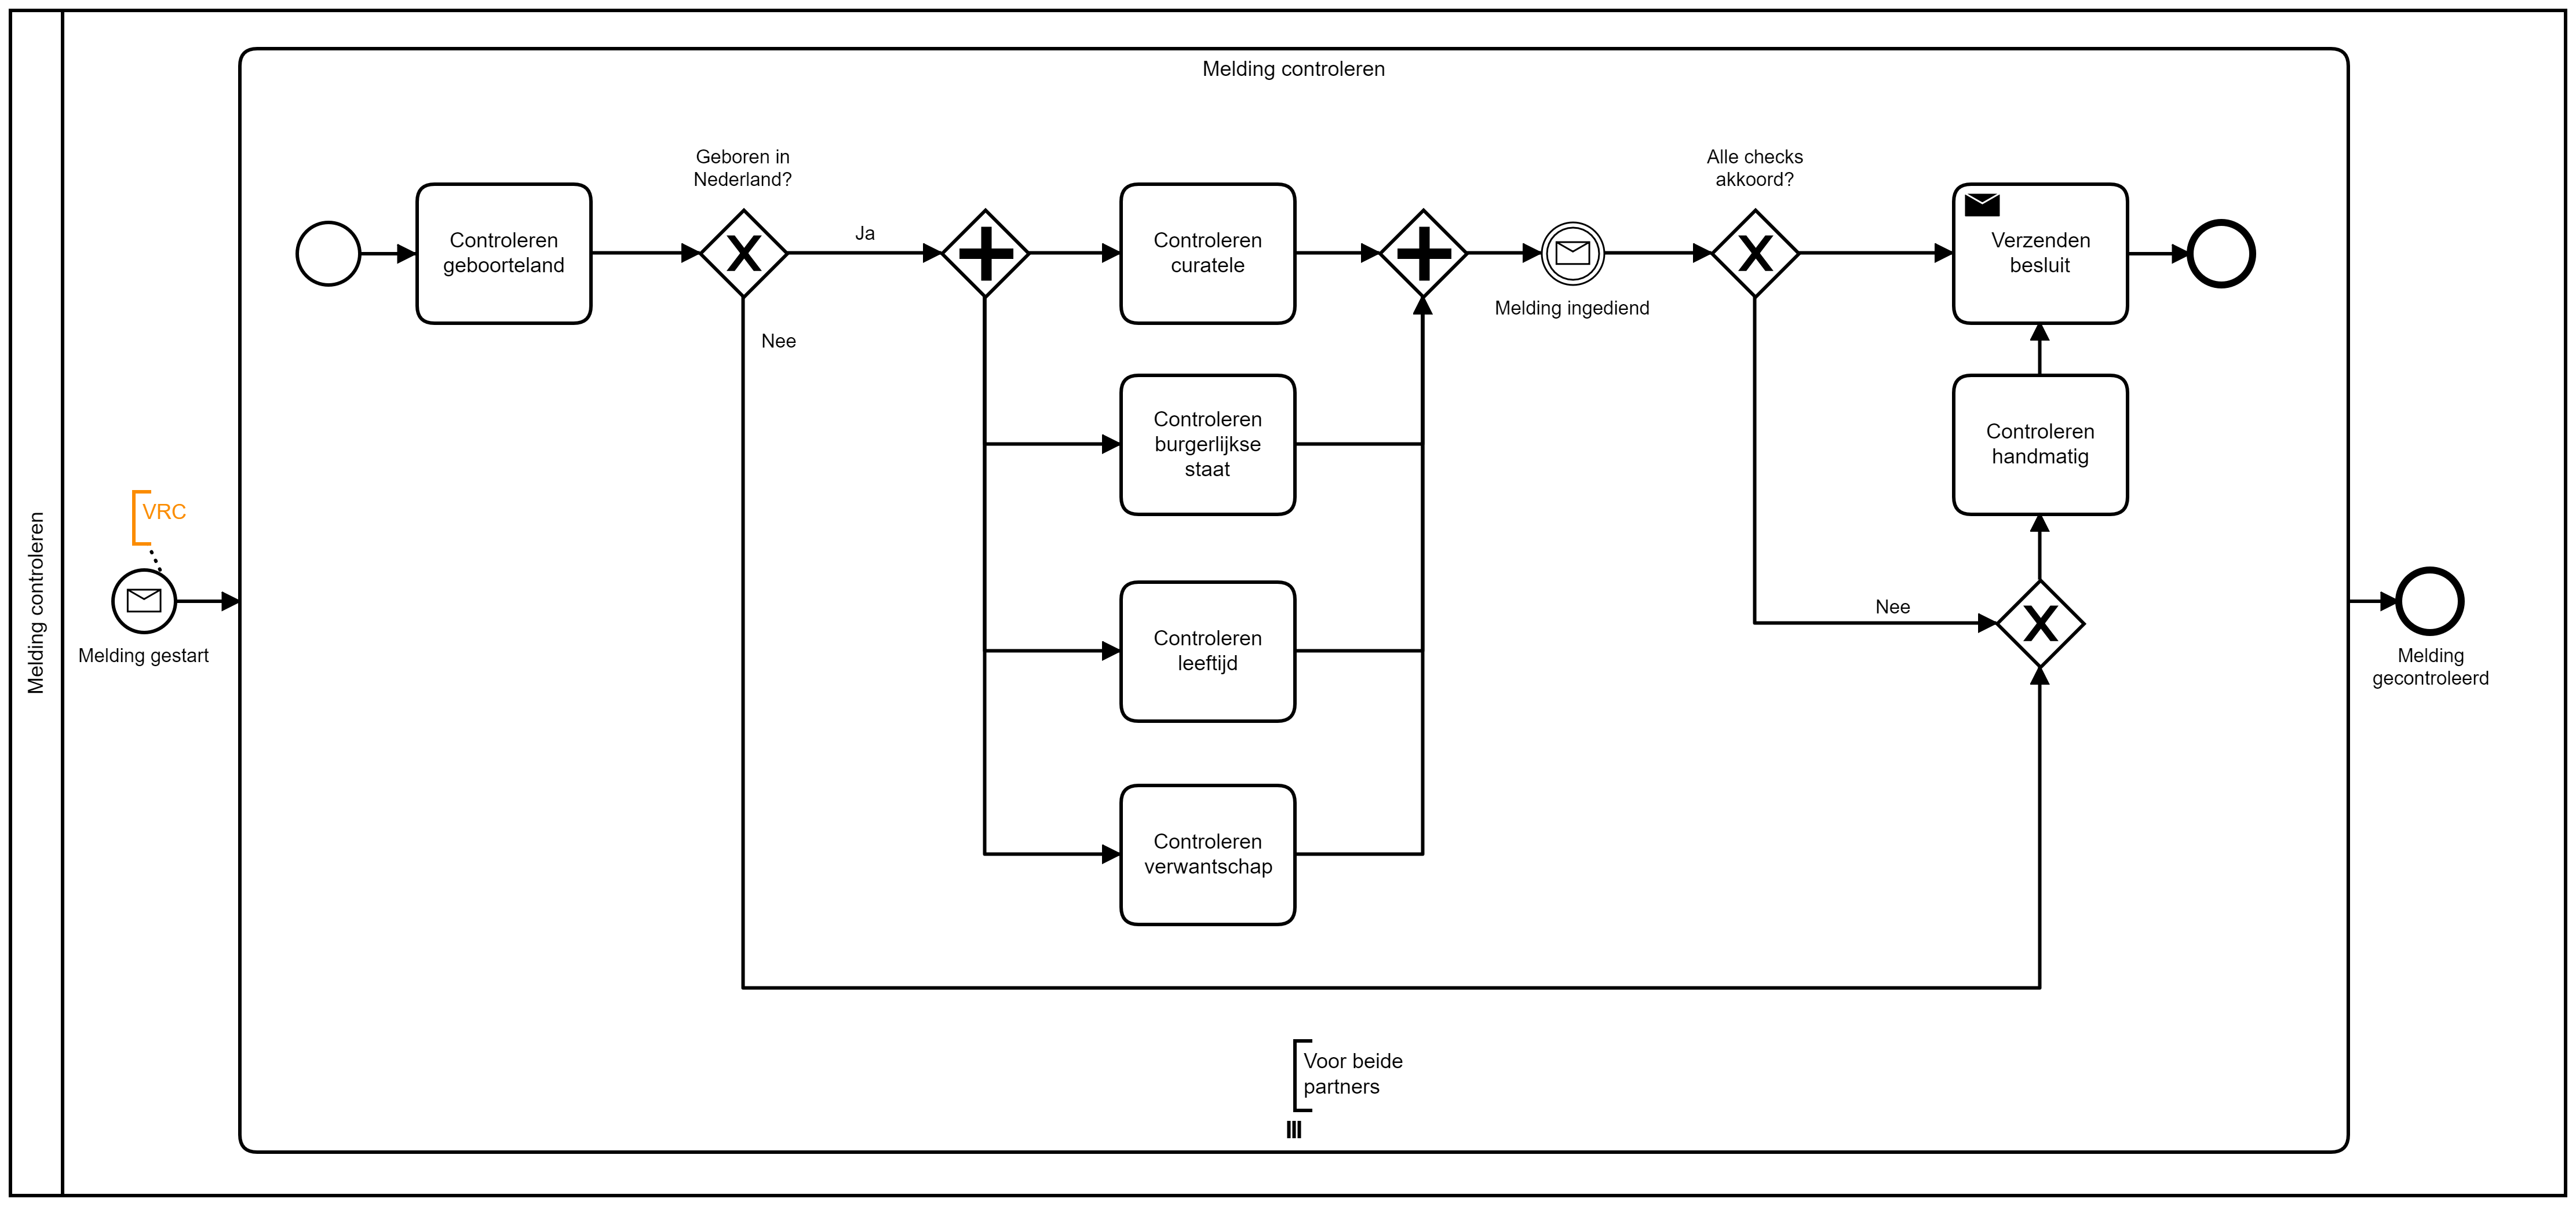 Melding controleren
Melding controleren
Geboren in
Nederland?
Alle checks
akkoord?
Controleren
geboorteland
Ja
Nee
Controleren
curatele
Melding ingediend
Verzenden
besluit
Controleren
burgerlijkse
staat
Controleren
handmatig
VRC
Melding gestart
Controleren
leeftijd
Nee
Melding
gecontroleerd
Controleren
verwantschap
Voor beide
partners